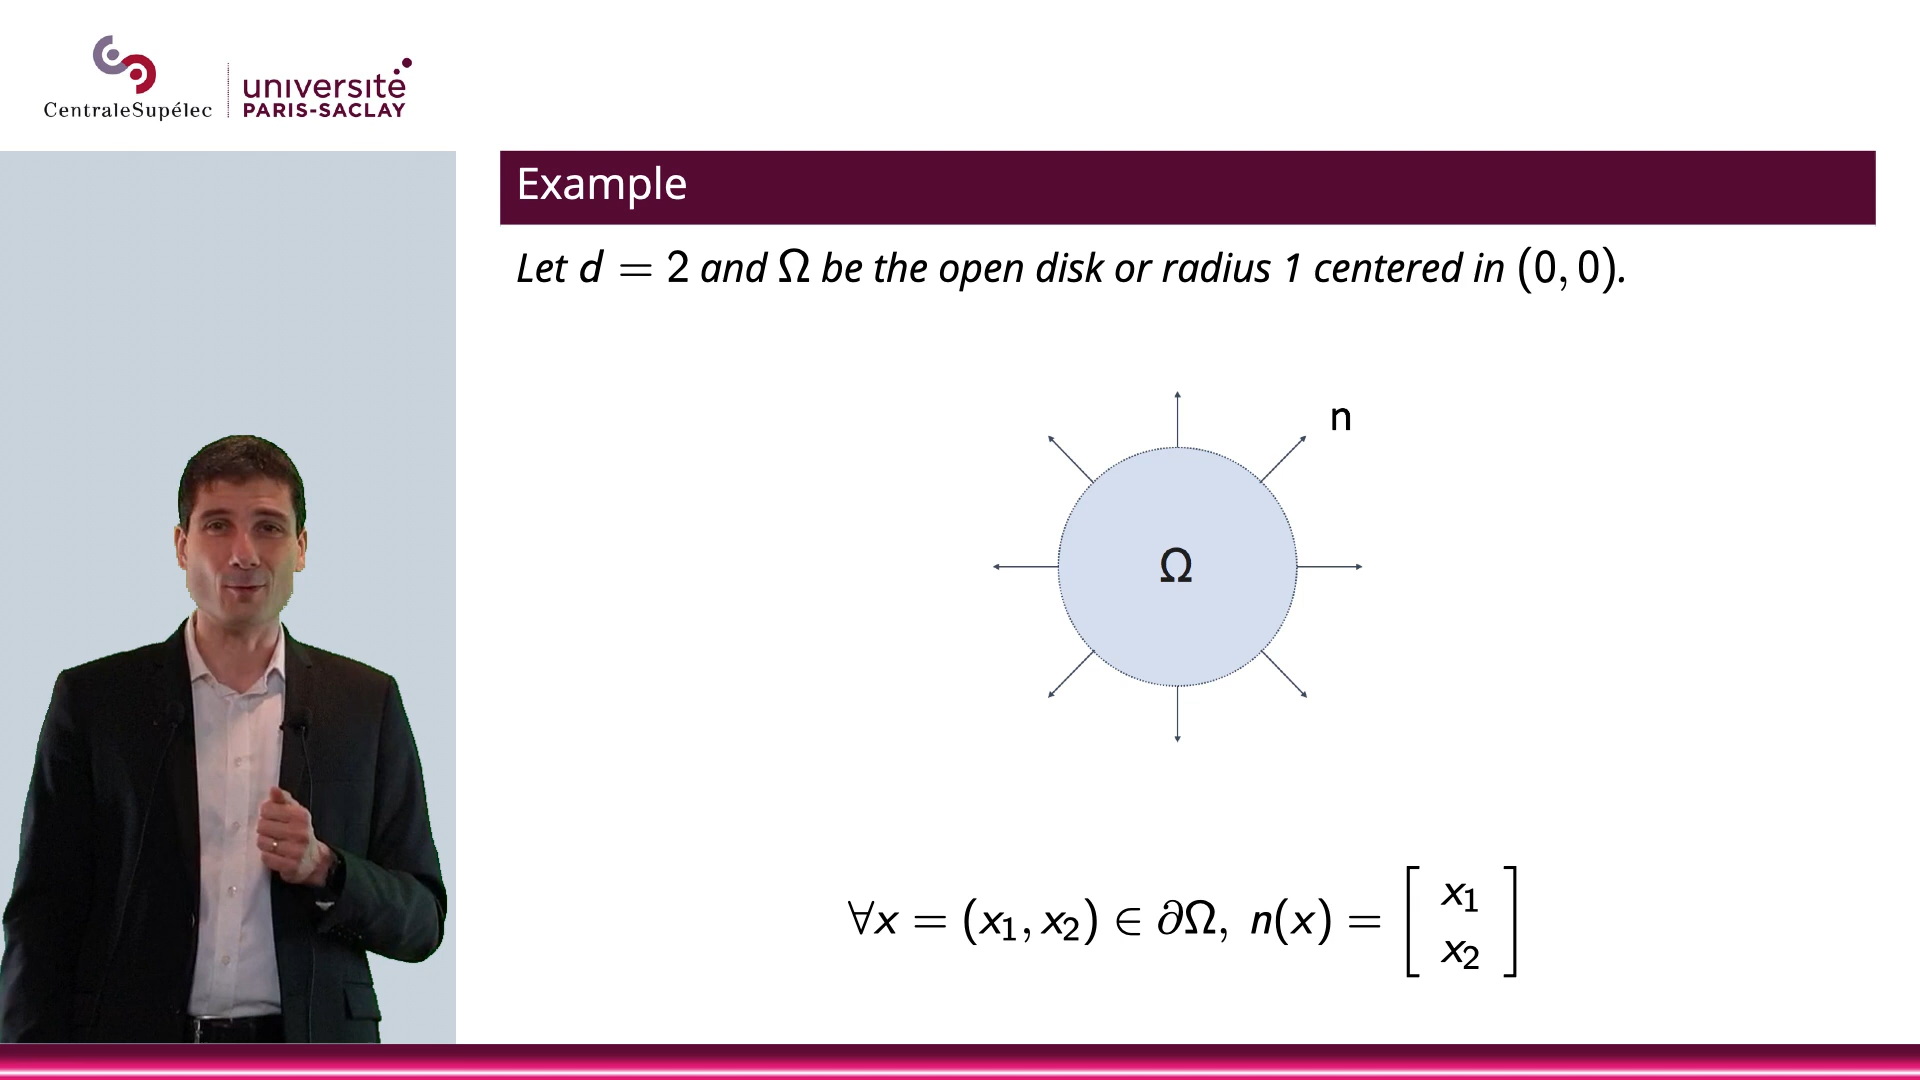 CentraleSupélec
université
PARIS-SACLAY
Example
Let d = 2 and Ω be the open disk or radius 1 centered in (0, 0).
n
Ω
∀x = (x₁, x₂) ∈ ∂Ω, n(x) = [ x₁
x₂ ]